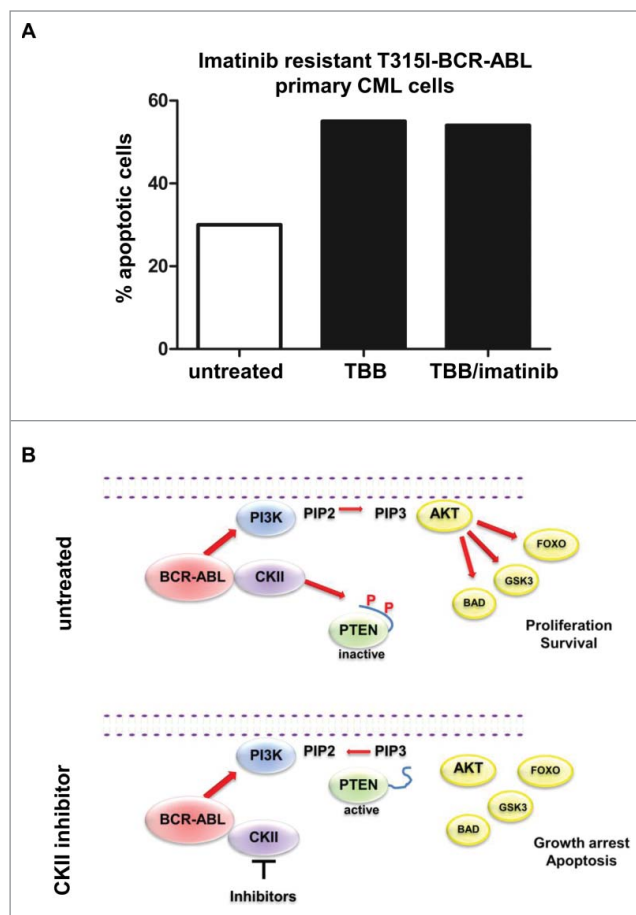 A
Imatinib resistant T315I-BCR-ABL
primary CML cells
% apoptotic cells
60
40
20
0
untreated TBB TBB/imatinib
B
untreated
PI3K PIP2 PIP3 AKT
FOXO
BCR-ABL CKII
GSK3
P P
BAD
PTEN
inactive
Proliferation
Survival
CKII inhibitor
PI3K PIP2 PIP3
AKT FOXO
PTEN
active
GSK3
BCR-ABL
BAD
CKII
Growth arrest
Apoptosis
Inhibitors